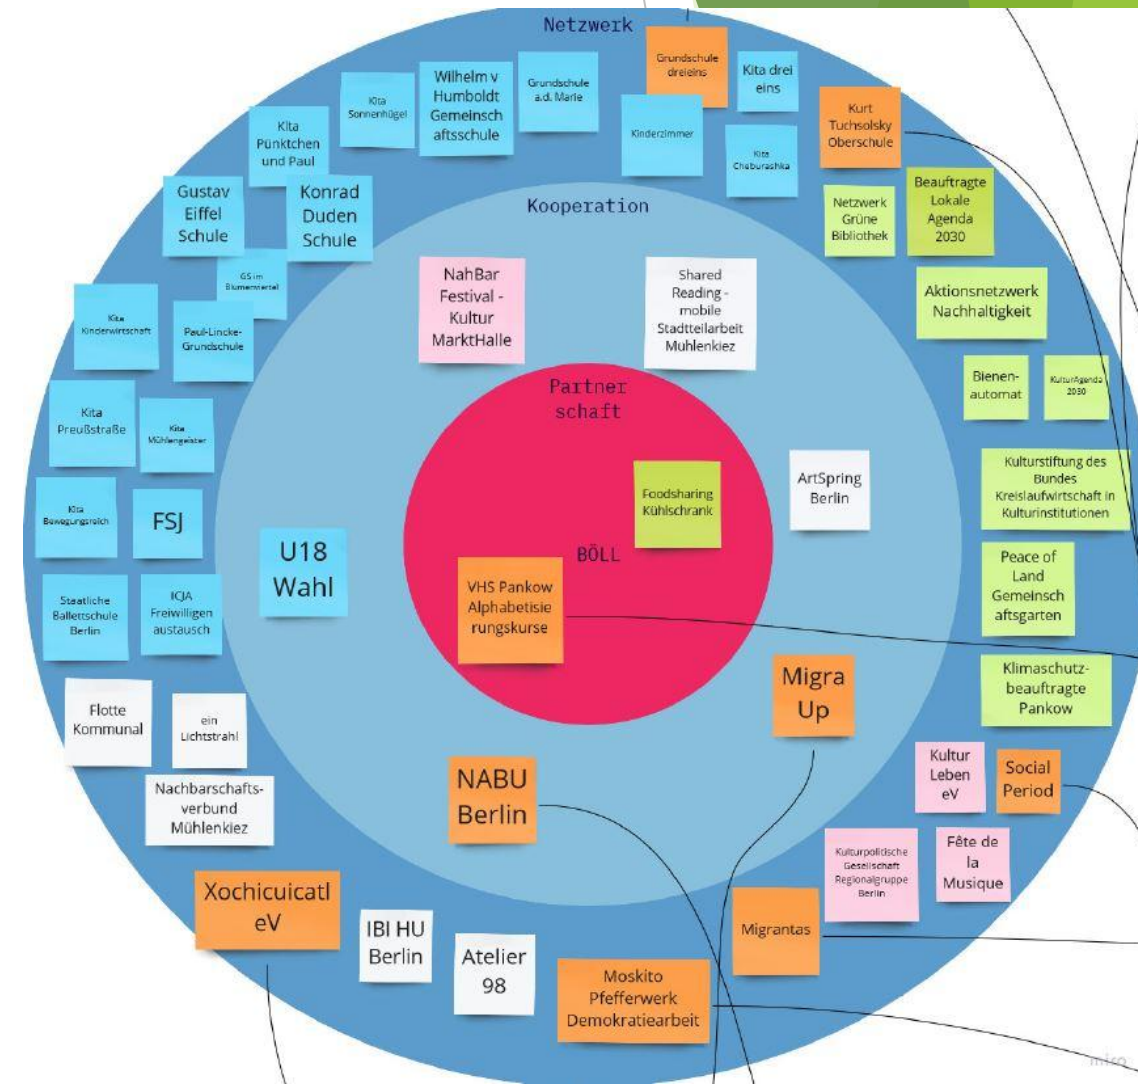 Netzwerk
Grundschule
dreieins
Kita drei
eins
Wilhelm v
Humboldt
Gemeinsch
aftsschule
Grundschule
a.d. Marie
Kita
Sonnenhügel
Kinderzimmer
Kurt
Tuchsolsky
Oberschule
Kita
Pünktchen
und Paul
Kita
Cheburashka
Gustav
Eiffel
Schule
Konrad
Duden
Schule
Kooperation
Netzwerk
Grüne
Bibliothek
Beauftragte
Lokale
Agenda
2030
GS im
Blumenviertel
NahBar
Festival -
Kultur
MarktHalle
Shared
Reading -
mobile
Stadtteilarbeit
Mühlenkiez
Aktionsnetzwerk
Nachhaltigkeit
Kita
Kinderwirtschaft
Paul-Lincke-
Grundschule
Partner
schaft
Bienen-
automat
KulturAgenda
2030
Kita
Preußstraße
Kita
Mühlengeister
Kulturstiftung des
Bundes
Kreislaufwirtschaft in
Kulturinstitutionen
Foodsharing
Kühlschrank
ArtSpring
Berlin
Kita
Bewegungsreich
FSJ
U18
Wahl
BÖLL
Peace of
Land
Gemeinsch
aftsgarten
VHS Pankow
Alphabetisie
rungskurse
Staatliche
Ballettschule
Berlin
ICJA
Freiwilligen
austausch
Migra
Up
Klimaschutz-
beauftragte
Pankow
Flotte
Kommunal
ein
Lichtstrahl
NABU
Berlin
Kultur
Leben
eV
Social
Period
Nachbarschafts-
verbund
Mühlenkiez
Kulturpolitische
Gesellschaft
Regionalgruppe
Berlin
Fête de
la
Musique
Xochicuicatl
eV
IBI HU
Berlin
Atelier
98
Migrantas
Moskito
Pfefferwerk
Demokratiearbeit
miro